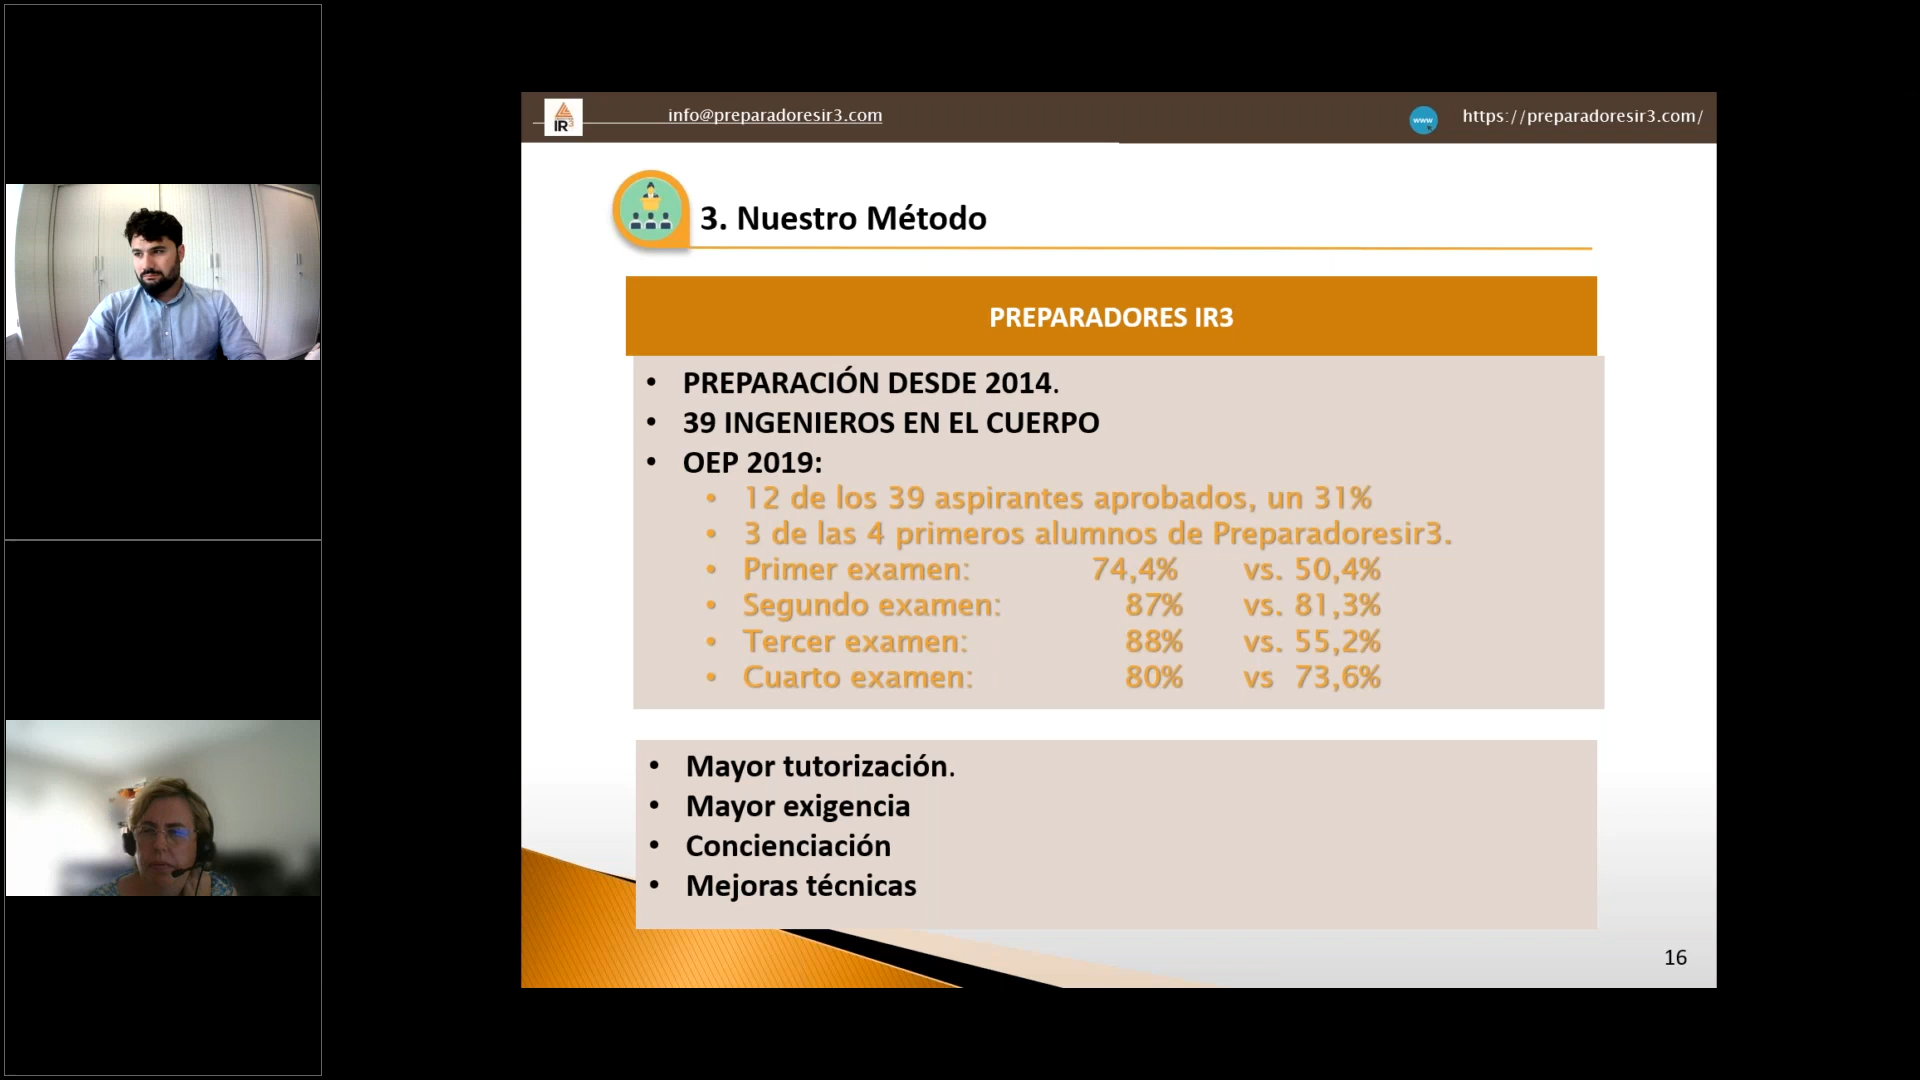 IR3
info@preparadoresir3.com
www
https://preparadoresir3.com/
3. Nuestro Método
PREPARADORES IR3
• PREPARACIÓN DESDE 2014.
• 39 INGENIEROS EN EL CUERPO
• OEP 2019:
• 12 de los 39 aspirantes aprobados, un 31%
• 3 de las 4 primeros alumnos de Preparadoresir3.
• Primer examen: 74,4% vs. 50,4%
• Segundo examen: 87% vs. 81,3%
• Tercer examen: 88% vs. 55,2%
• Cuarto examen: 80% vs 73,6%
• Mayor tutorización.
• Mayor exigencia
• Concienciación
• Mejoras técnicas
16